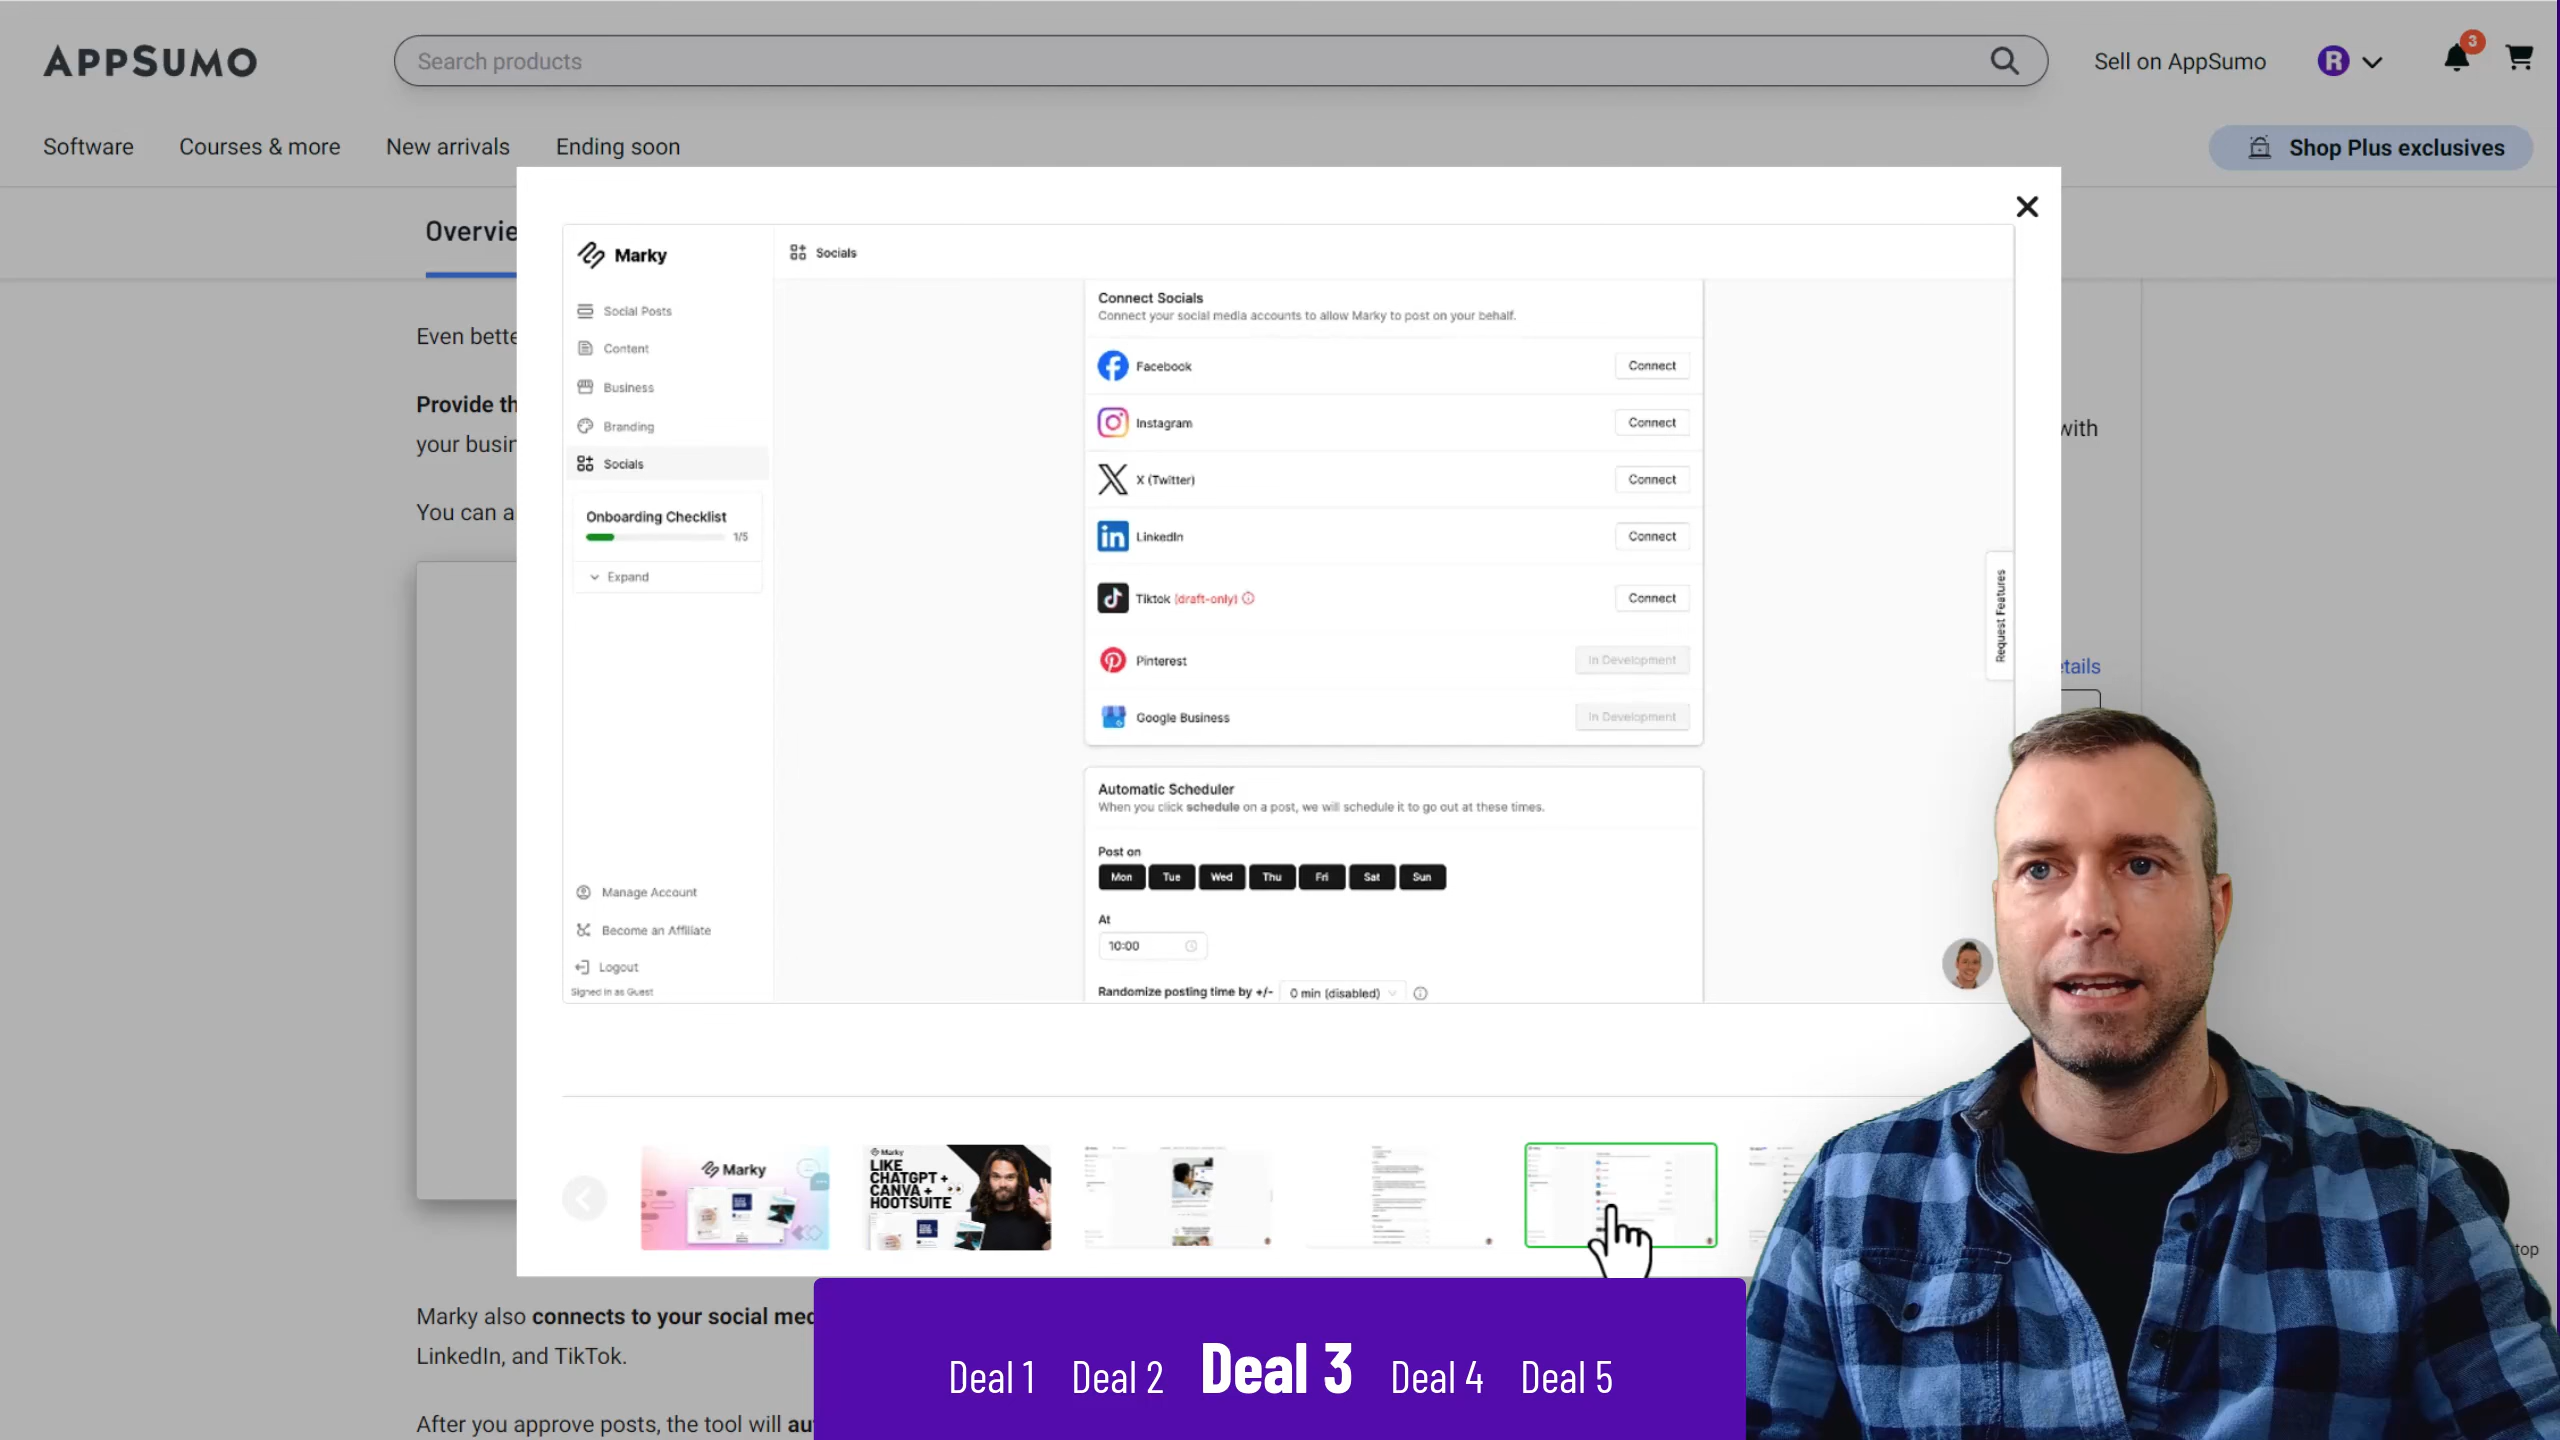 APPSUMO
Search products
Sell on AppSumo
R
3
Software
Courses & more
New arrivals
Ending soon
Shop Plus exclusives
Overvie
Even bette
Provide th
your busin
with
You can a
etails
Marky
Socials
Social Posts
Content
Business
Branding
Socials
Onboarding Checklist
1/5
Expand
Manage Account
Become an Affiliate
Logout
Signed in as Guest
Connect Socials
Connect your social media accounts to allow Marky to post on your behalf.
Facebook
Connect
Instagram
Connect
X (Twitter)
Connect
LinkedIn
Connect
Tiktok (draft-only)
Connect
Pinterest
In Development
Google Business
In Development
Request Features
Automatic Scheduler
When you click schedule on a post, we will schedule it to go out at these times.
Post on
Mon Tue Wed Thu Fri Sat Sun
At
10:00
Randomize posting time by +/- 0 min (disabled)
Marky
Marky
LIKE
CHATGPT +
CANVA +
HOOTSUITE
top
Marky also connects to your social med
LinkedIn, and TikTok.
After you approve posts, the tool will au
Deal 1 Deal 2 Deal 3 Deal 4 Deal 5